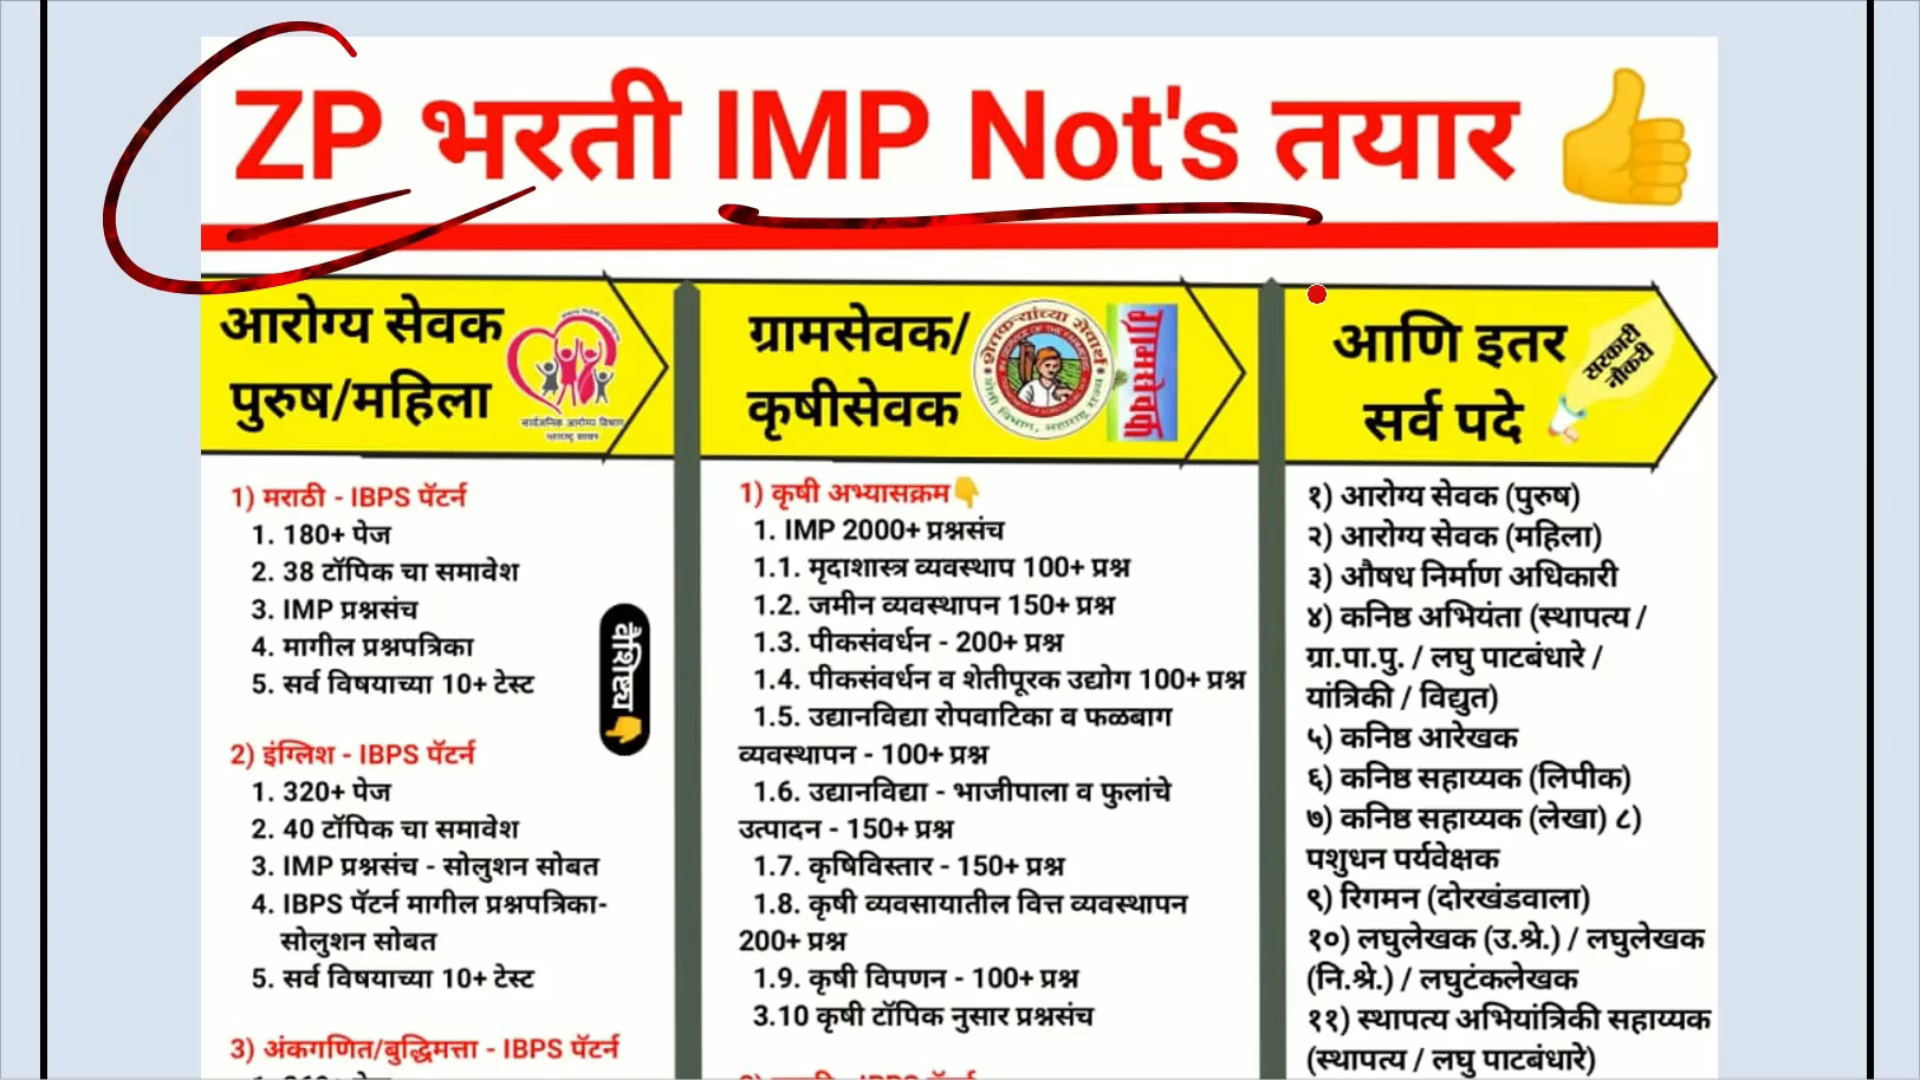 ZP भरती IMP Not's तयार
आरोग्य सेवक
पुरुष/महिला
सार्वजनिक आरोग्य विभाग
महाराष्ट्र शासन
1) मराठी - IBPS पॅटर्न
1. 180+ पेज
2. 38 टॉपिक चा समावेश
3. IMP प्रश्नसंच
4. मागील प्रश्नपत्रिका
5. सर्व विषयाच्या 10+ टेस्ट
वैशिष्ट्य
2) इंग्लिश - IBPS पॅटर्न
1. 320+ पेज
2. 40 टॉपिक चा समावेश
3. IMP प्रश्नसंच - सोलुशन सोबत
4. IBPS पॅटर्न मागील प्रश्नपत्रिका-
सोलुशन सोबत
5. सर्व विषयाच्या 10+ टेस्ट
3) अंकगणित/बुद्धिमत्ता - IBPS पॅटर्न
ग्रामसेवक/
कृषीसेवक
शेतकऱ्यांच्या सेवार्थ
कृषी विभाग, महाराष्ट्र राज्य
ग्रामसेवक
1) कृषी अभ्यासक्रम
1. IMP 2000+ प्रश्नसंच
1.1. मृदाशास्त्र व्यवस्थाप 100+ प्रश्न
1.2. जमीन व्यवस्थापन 150+ प्रश्न
1.3. पीकसंवर्धन - 200+ प्रश्न
1.4. पीकसंवर्धन व शेतीपूरक उद्योग 100+ प्रश्न
1.5. उद्यानविद्या रोपवाटिका व फळबाग
व्यवस्थापन - 100+ प्रश्न
1.6. उद्यानविद्या - भाजीपाला व फुलांचे
उत्पादन - 150+ प्रश्न
1.7. कृषिविस्तार - 150+ प्रश्न
1.8. कृषी व्यवसायातील वित्त व्यवस्थापन
200+ प्रश्न
1.9. कृषी विपणन - 100+ प्रश्न
3.10 कृषी टॉपिक नुसार प्रश्नसंच
आणि इतर
सर्व पदे
सरकारी
नौकरी
१) आरोग्य सेवक (पुरुष)
२) आरोग्य सेवक (महिला)
३) औषध निर्माण अधिकारी
४) कनिष्ठ अभियंता (स्थापत्य /
ग्रा.पा.पु. / लघु पाटबंधारे /
यांत्रिकी / विद्युत)
५) कनिष्ठ आरेखक
६) कनिष्ठ सहाय्यक (लिपीक)
७) कनिष्ठ सहाय्यक (लेखा) ८)
पशुधन पर्यवेक्षक
९) रिगमन (दोरखंडवाला)
१०) लघुलेखक (उ.श्रे.) / लघुलेखक
(नि.श्रे.) / लघुटंकलेखक
११) स्थापत्य अभियांत्रिकी सहाय्यक
(स्थापत्य / लघु पाटबंधारे)